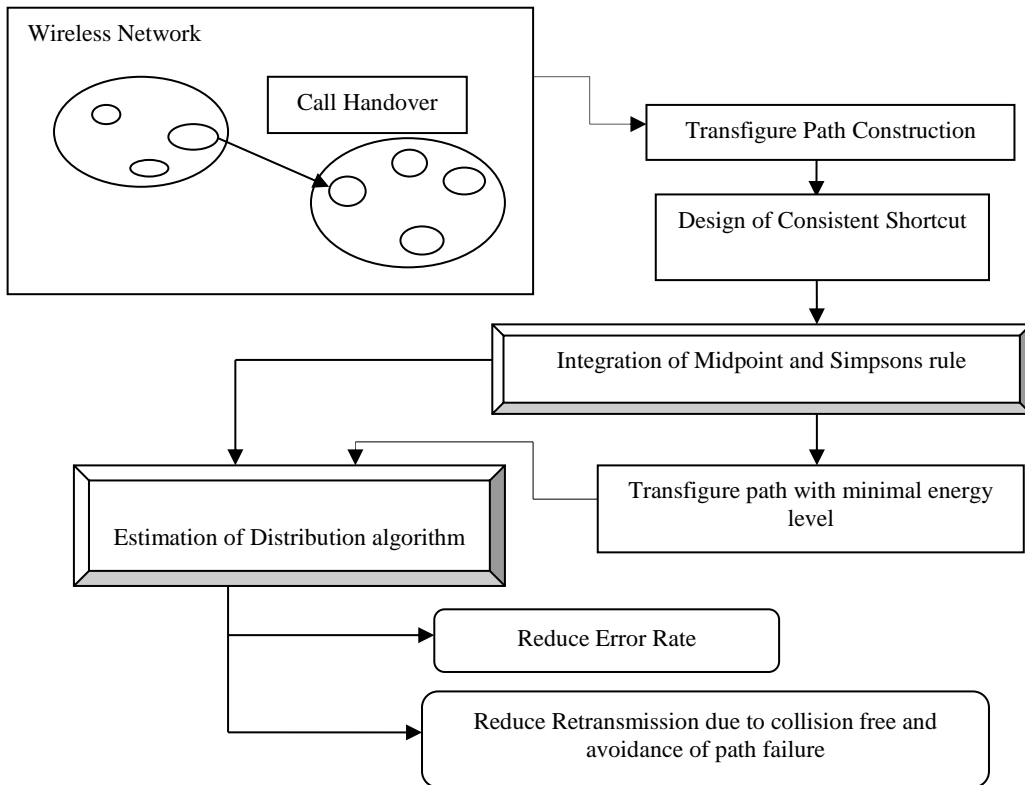 Wireless Network
Call Handover
Transfigure Path Construction
Design of Consistent Shortcut
Integration of Midpoint and Simpsons rule
Transfigure path with minimal energy
level
Estimation of Distribution algorithm
Reduce Error Rate
Reduce Retransmission due to collision free and
avoidance of path failure